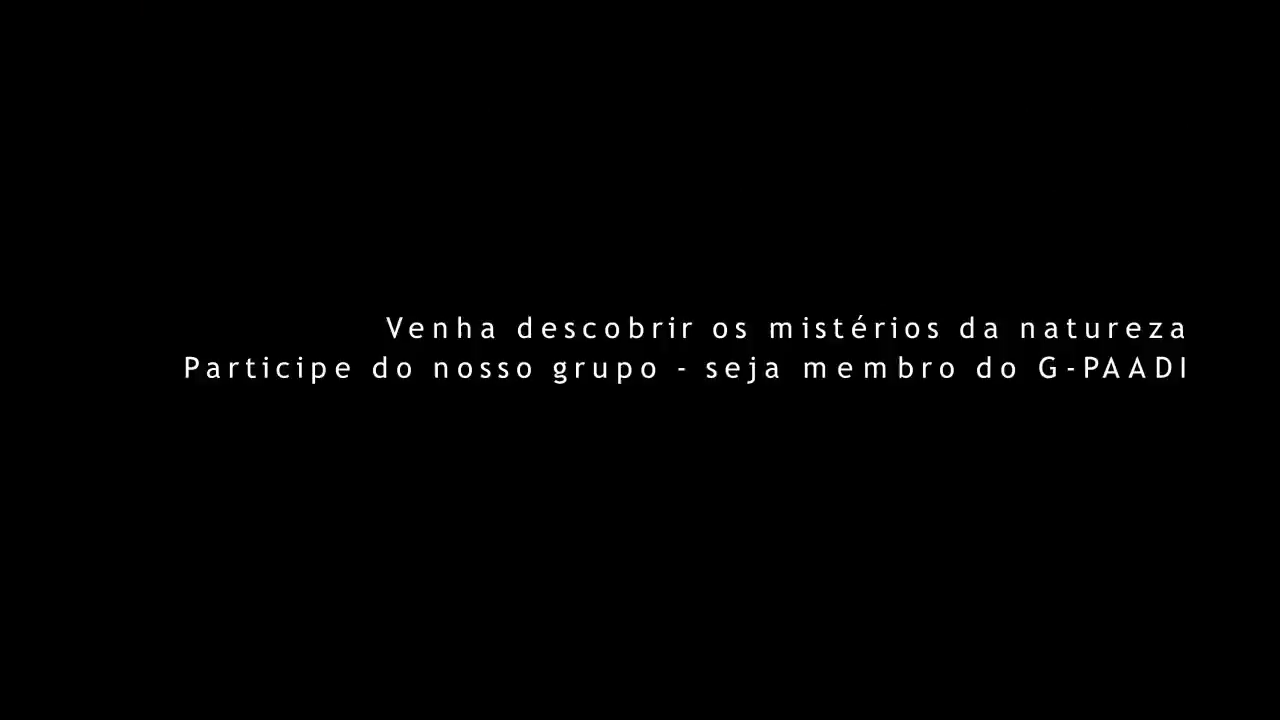 Venha descobrir os mistérios da natureza
Participe do nosso grupo - seja membro do G-PAADI